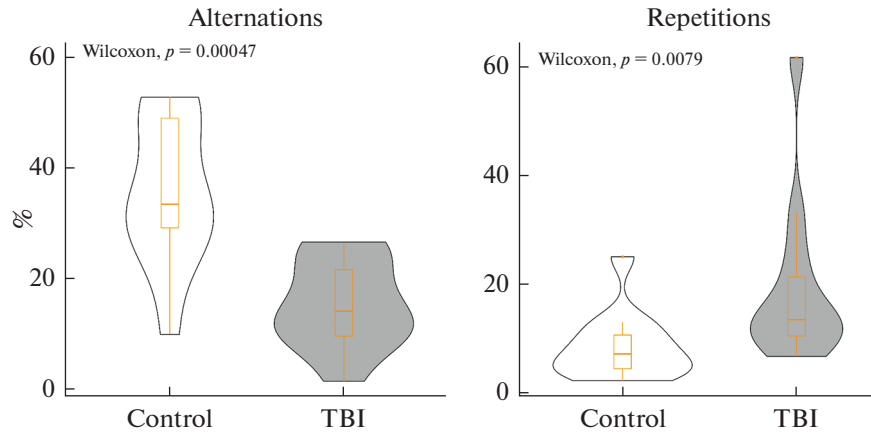 Alternations
Wilcoxon, p = 0.00047
60
40
20
0
%
Control TBI
Repetitions
Wilcoxon, p = 0.0079
60
40
20
0
Control TBI